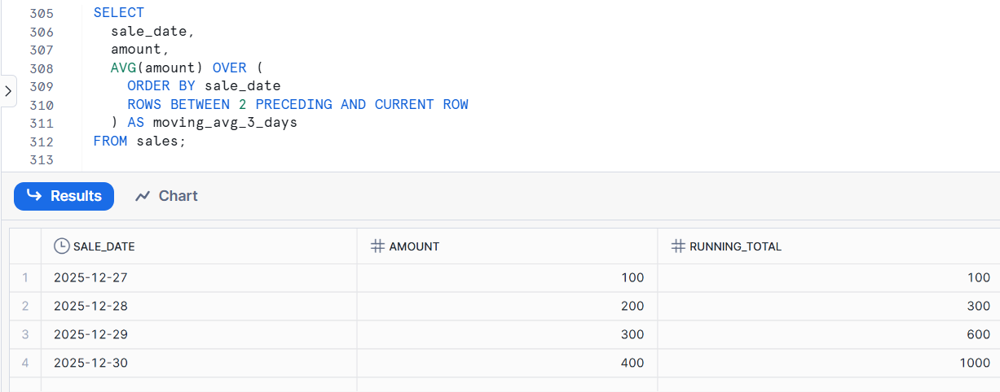 305 SELECT
306 sale_date,
307 amount,
308 AVG(amount) OVER (
309 ORDER BY sale_date
310 ROWS BETWEEN 2 PRECEDING AND CURRENT ROW
311 ) AS moving_avg_3_days
312 FROM sales;
313
Results Chart
SALE_DATE AMOUNT RUNNING_TOTAL
1 2025-12-27 100 100
2 2025-12-28 200 300
3 2025-12-29 300 600
4 2025-12-30 400 1000